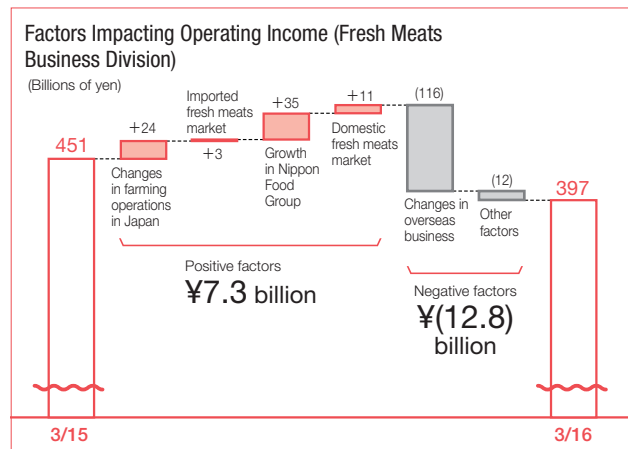 Factors Impacting Operating Income (Fresh Meats
Business Division)
(Billions of yen)
451
+24
Changes
in farming
operations
in Japan
Imported
fresh meats
market
+3
+35
Growth
in Nippon
Food
Group
+11
Domestic
fresh meats
market
(116)
Changes in
overseas
business
(12)
Other
factors
397
Positive factors
¥7.3 billion
Negative factors
¥(12.8)
billion
3/15
3/16